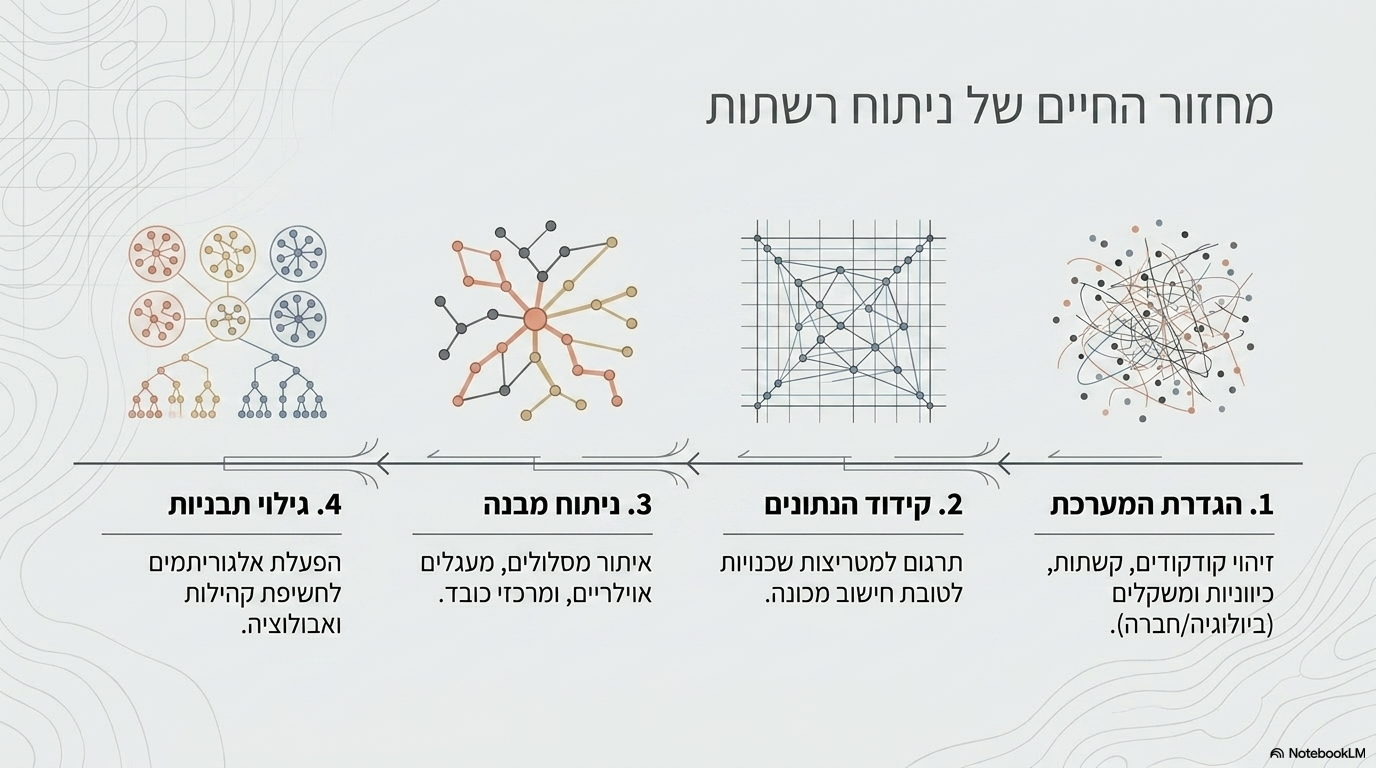 מחזור החיים של ניתוח רשתות
1. הגדרת המערכת
זיהוי קודקודים, קשתות,
כיווניות ומשקלים
(ביולוגיה/חברה).
2. קידוד הנתונים
תרגום למטריצות שכנויות
לטובת חישוב מכונה.
3. ניתוח מבנה
איתור מסלולים, מעגלים
אוילריים, ומרכזי כובד.
4. גילוי תבניות
הפעלת אלגוריתמים
לחשיפת קהילות
ואבולוציה.
NotebookLM